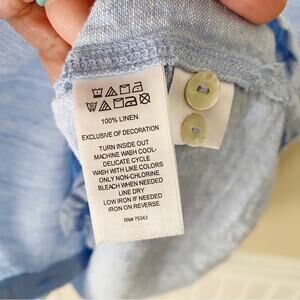 100% LINEN
EXCLUSIVE OF DECORATION
TURN INSIDE OUT
MACHINE WASH COOL-
DELICATE CYCLE
WASH WITH LIKE COLORS
ONLY NON-CHLORINE
BLEACH WHEN NEEDED
LINE DRY
LOW IRON IF NEEDED
IRON ON REVERSE
RN# 75343